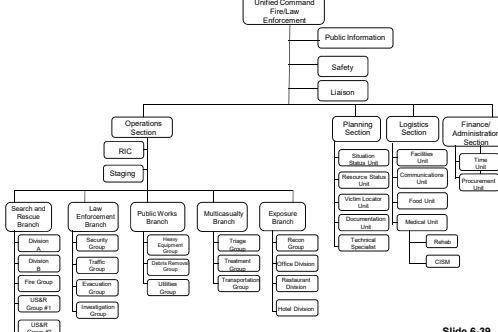 Unified Command
Fire/Law
Enforcement
Public Information
Safety
Liaison
Operations
Section
Planning
Section
Logistics
Section
Finance/
Administration
Section
RIC
Staging
Situation
Status Unit
Resource Status
Unit
Victim Locator
Unit
Documentation
Unit
Technical
Specialist
Facilities
Unit
Communications
Unit
Food Unit
Medical Unit
Rehab
CISM
Time
Unit
Procurement
Unit
Search and
Rescue
Branch
Law
Enforcement
Branch
Public Works
Branch
Multicasualty
Branch
Exposure
Branch
Division
A
Division
B
Fire Group
US&R
Group #1
US&R
Security
Group
Traffic
Group
Evacuation
Group
Investigation
Group
Heavy
Equipment
Group
Debris Removal
Group
Utilities
Group
Triage
Group
Treatment
Group
Transportation
Group
Recon
Group
Office Division
Restaurant
Division
Hotel Division
Slide 6-39